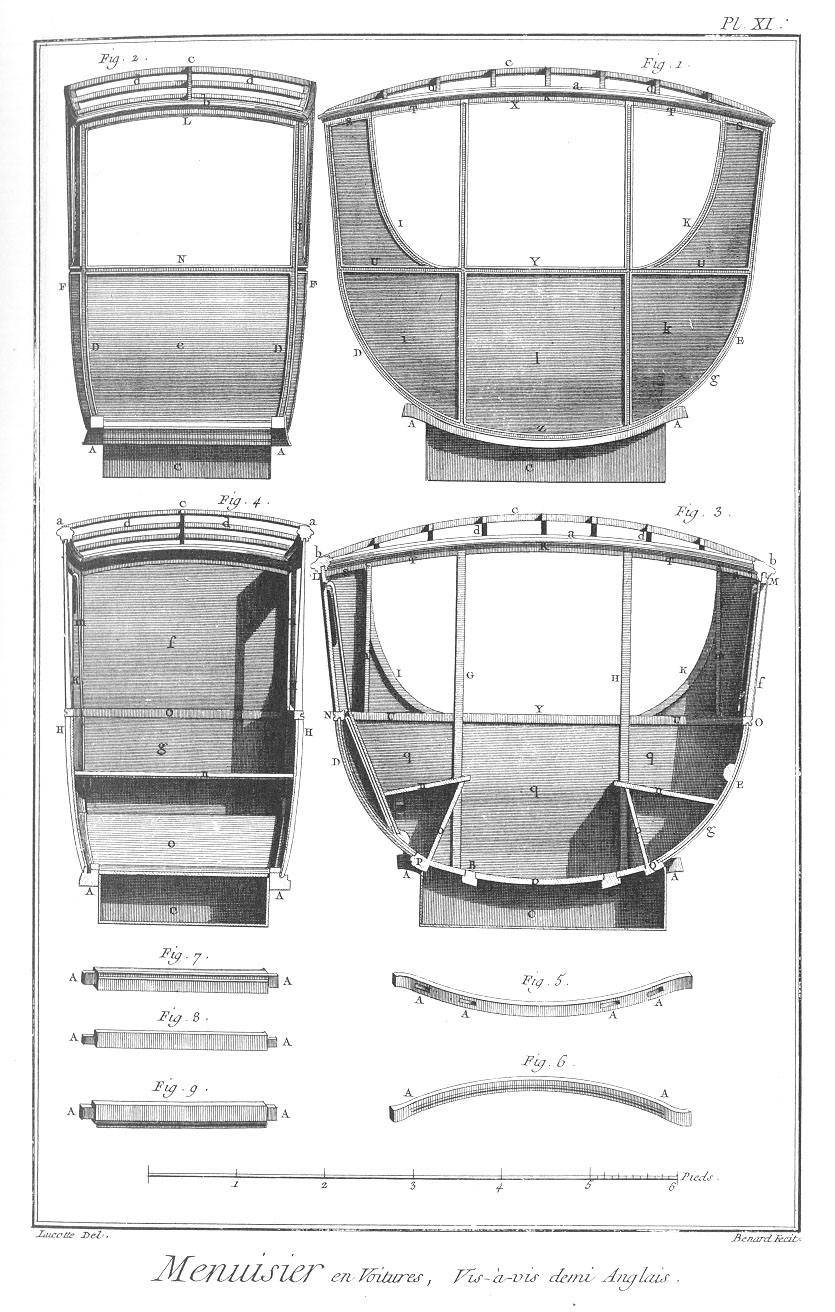 Pl. XI.
Fig. 2.
c
Fig. 1.
c
d
d
b
L
d
a
d
T
X
K
T
S
S
I
I
K
N
U
Y
U
F
F
D
e
D
D
i
l
k
E
g
z
A
A
A
A
C
C
Fig. 4.
c
a
d
d
a
Fig. 3.
c
d
a
d
b
b
T
K
T
S
L
M
m
f
I
G
H
K
f
K
O
N
U
Y
U
O
H
g
H
D
q
q
q
E
n
n
n
g
o
o
o
P
B
p
Q
A
A
A
A
C
C
Fig. 7.
A
A
Fig. 5.
A
A
A
A
Fig. 8.
A
A
Fig. 6.
A
A
Fig. 9.
A
A
1 2 3 4 5 6 Pieds.
Lucotte Del.
Benard Fecit.
Menuisier en Voitures, Vis-à-vis demi Anglais.